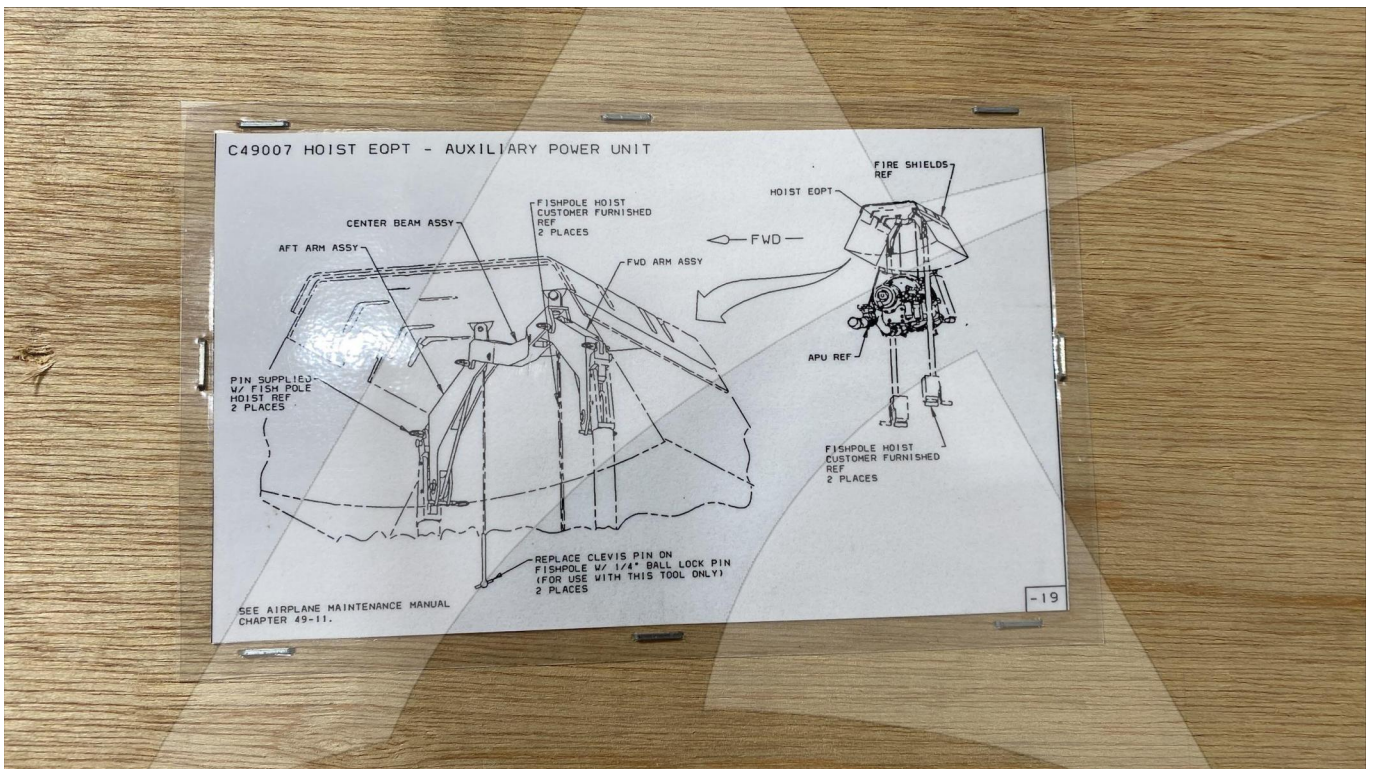 C49007 HOIST EQPT - AUXILIARY POWER UNIT
FIRE SHIELDS
REF
HOIST EQPT
FISHPOLE HOIST
CUSTOMER FURNISHED
REF
2 PLACES
CENTER BEAM ASSY
AFT ARM ASSY
FWD
FWD ARM ASSY
APU REF
PIN SUPPLIED
W/ FISH POLE
HOIST REF
2 PLACES
FISHPOLE HOIST
CUSTOMER FURNISHED
REF
2 PLACES
REPLACE CLEVIS PIN ON
FISHPOLE W/ 1/4" BALL LOCK PIN
(FOR USE WITH THIS TOOL ONLY)
2 PLACES
SEE AIRPLANE MAINTENANCE MANUAL
CHAPTER 49-11.
-19